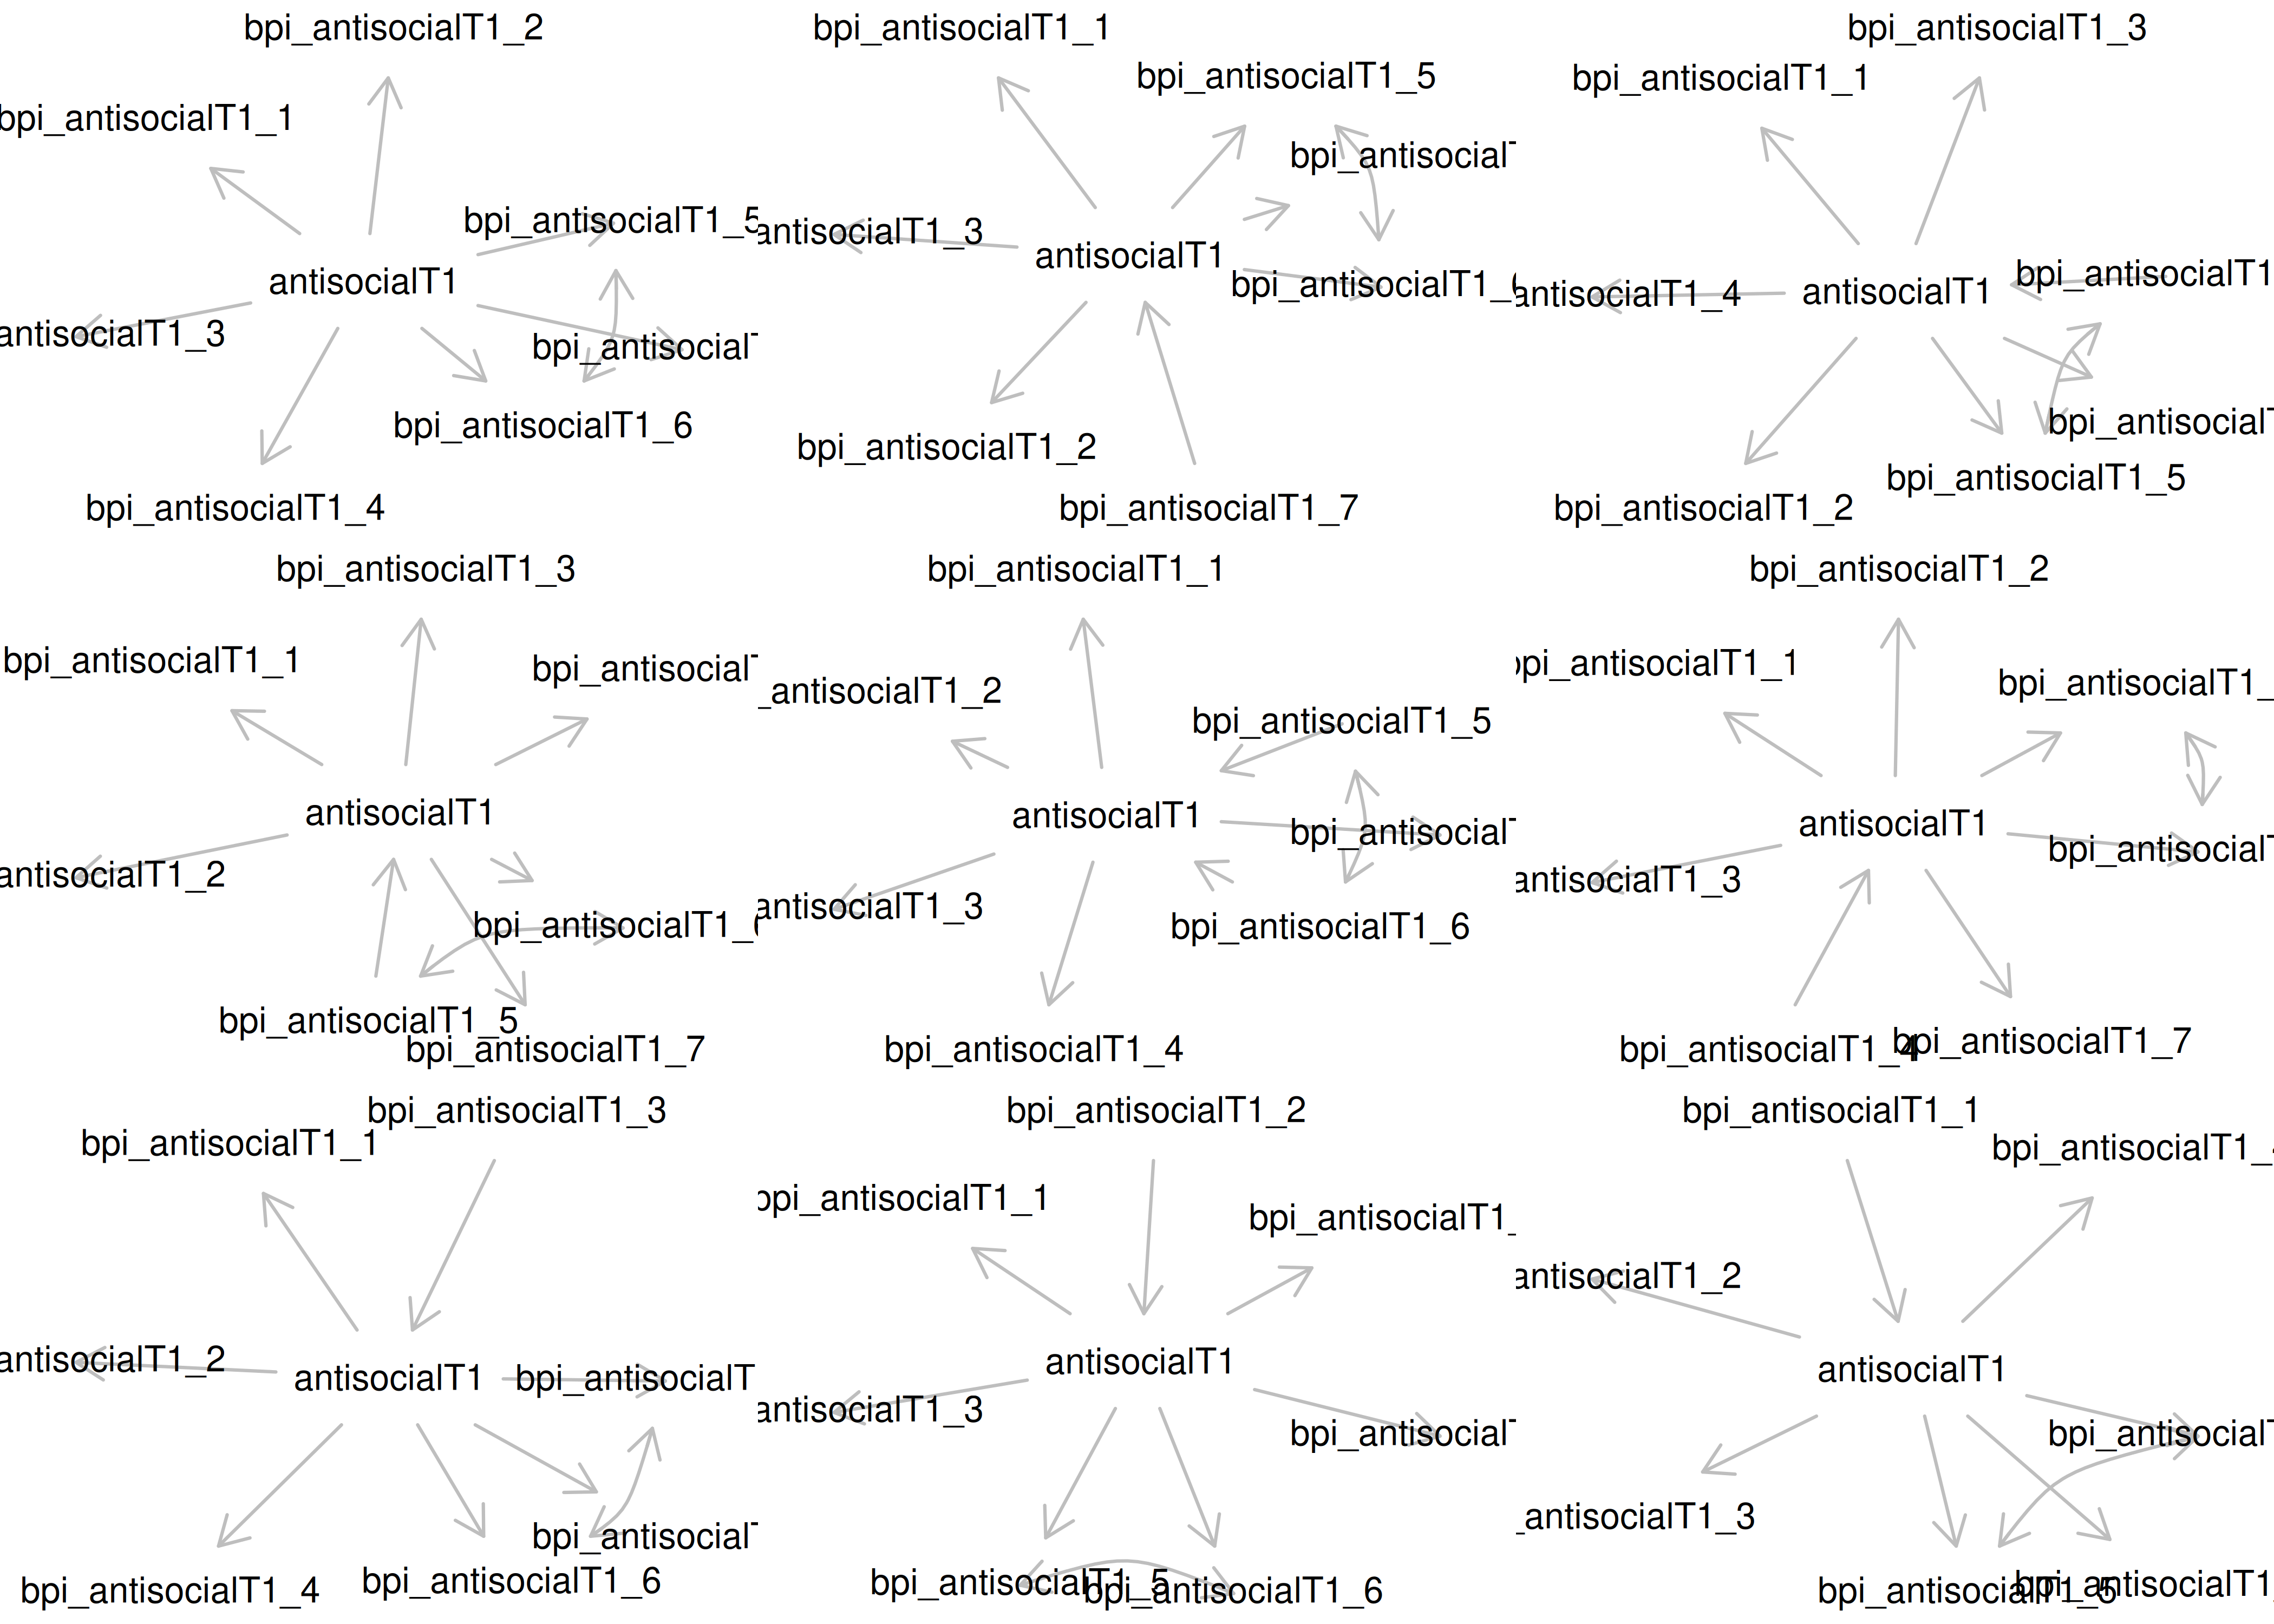 bpi_antisocialT1_2
bpi_antisocialT1_1
bpi_antisocialT1_5
antisocialT1
antisocialT1_3
bpi_antisocial
bpi_antisocialT1_6
bpi_antisocialT1_4
bpi_antisocialT1_1
bpi_antisocialT1_5
bpi_antisocial
antisocialT1_3
antisocialT1
bpi_antisocialT1_
bpi_antisocialT1_2
bpi_antisocialT1_7
bpi_antisocialT1_3
bpi_antisocialT1_1
bpi_antisocialT1
antisocialT1_4
antisocialT1
bpi_antisocial
bpi_antisocialT1_5
bpi_antisocialT1_2
bpi_antisocialT1_3
bpi_antisocialT1_1
bpi_antisocial
antisocialT1
antisocialT1_2
bpi_antisocialT1_
bpi_antisocialT1_5
bpi_antisocialT1_7
bpi_antisocialT1_1
_antisocialT1_2
bpi_antisocialT1_5
antisocialT1
bpi_antisocial
antisocialT1_3
bpi_antisocialT1_6
bpi_antisocialT1_4
bpi_antisocialT1_2
bpi_antisocialT1_1
bpi_antisocialT1_
antisocialT1
bpi_antisocial
antisocialT1_3
bpi_antisocialT1_4
bpi_antisocialT1_7
bpi_antisocialT1_3
bpi_antisocialT1_1
antisocialT1_2
antisocialT1
bpi_antisocialT
bpi_antisocial
bpi_antisocialT1_6
bpi_antisocialT1_4
bpi_antisocialT1_2
bpi_antisocialT1_1
bpi_antisocialT1_
antisocialT1
antisocialT1_3
bpi_antisocial
bpi_antisocialT1_5
bpi_antisocialT1_6
bpi_antisocialT1_1
bpi_antisocialT1_4
antisocialT1_2
antisocialT1
bpi_antisocial
_antisocialT1_3
bpi_antisocialT1_5
bpi_antisocialT1